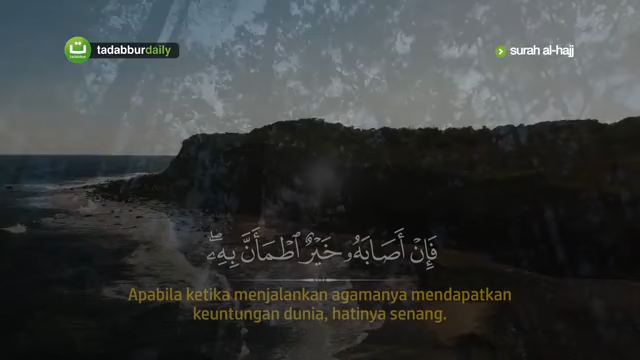 tadabburdaily
surah al-hajj
فَإِنْ أَصَابَهُۥ خَيْرٌ ٱطْمَأَنَّ بِهِۦۖ
Apabila ketika menjalankan agamanya mendapatkan
keuntungan dunia, hatinya senang.